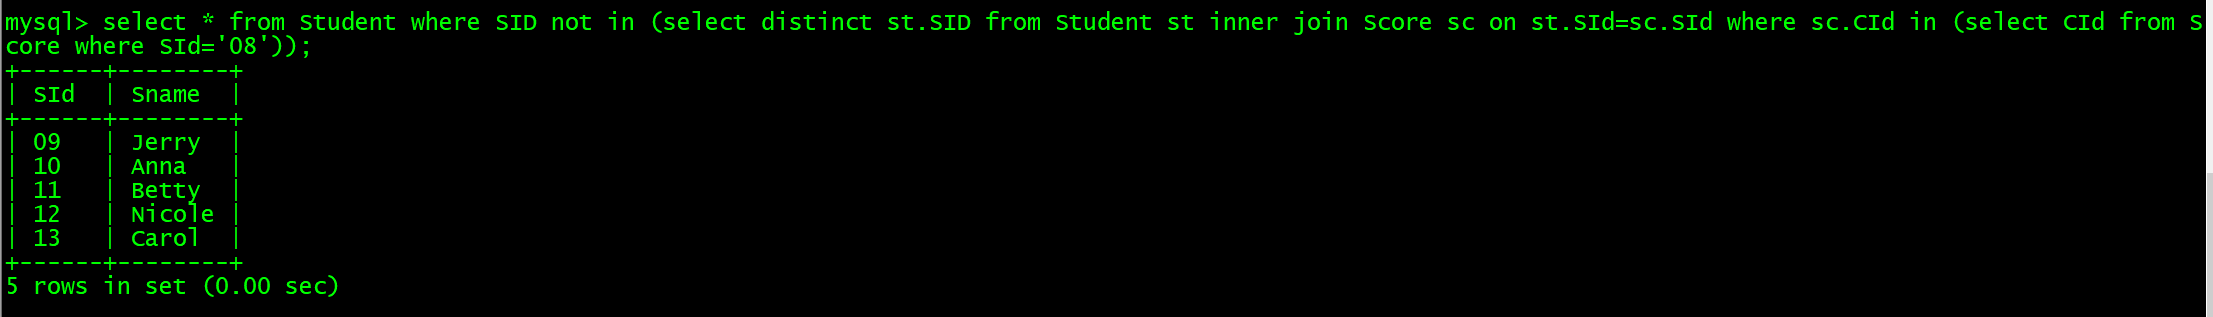 mysql> select * from Student where SID not in (select distinct st.SID from Student st inner join Score sc on st.SId=sc.SId where sc.CId in (select CId from S
core where SId='08'));
+------+--------+
| SId  | Sname  |
+------+--------+
| 09   | Jerry  |
| 10   | Anna   |
| 11   | Betty  |
| 12   | Nicole |
| 13   | Carol  |
+------+--------+
5 rows in set (0.00 sec)